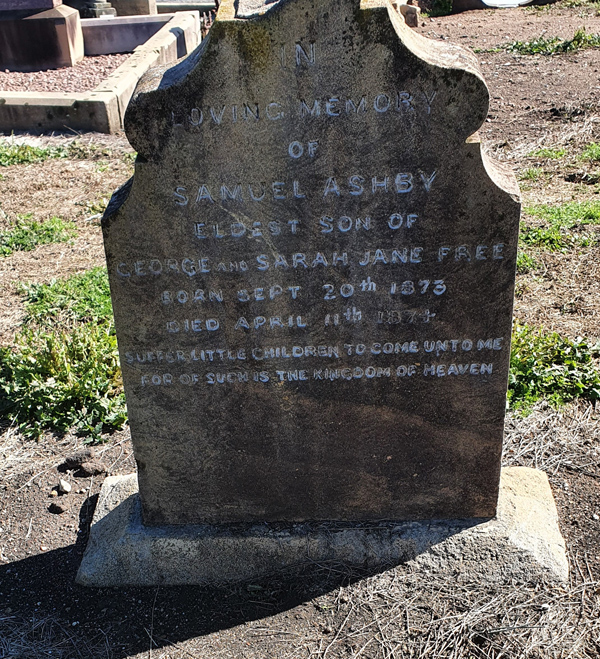 IN
LOVING MEMORY
OF
SAMUEL ASHBY
ELDEST SON OF
GEORGE AND SARAH JANE FREE
BORN SEPT 20th 1873
DIED APRIL 11th 1874
SUFFER LITTLE CHILDREN TO COME UNTO ME
FOR OF SUCH IS THE KINGDOM OF HEAVEN